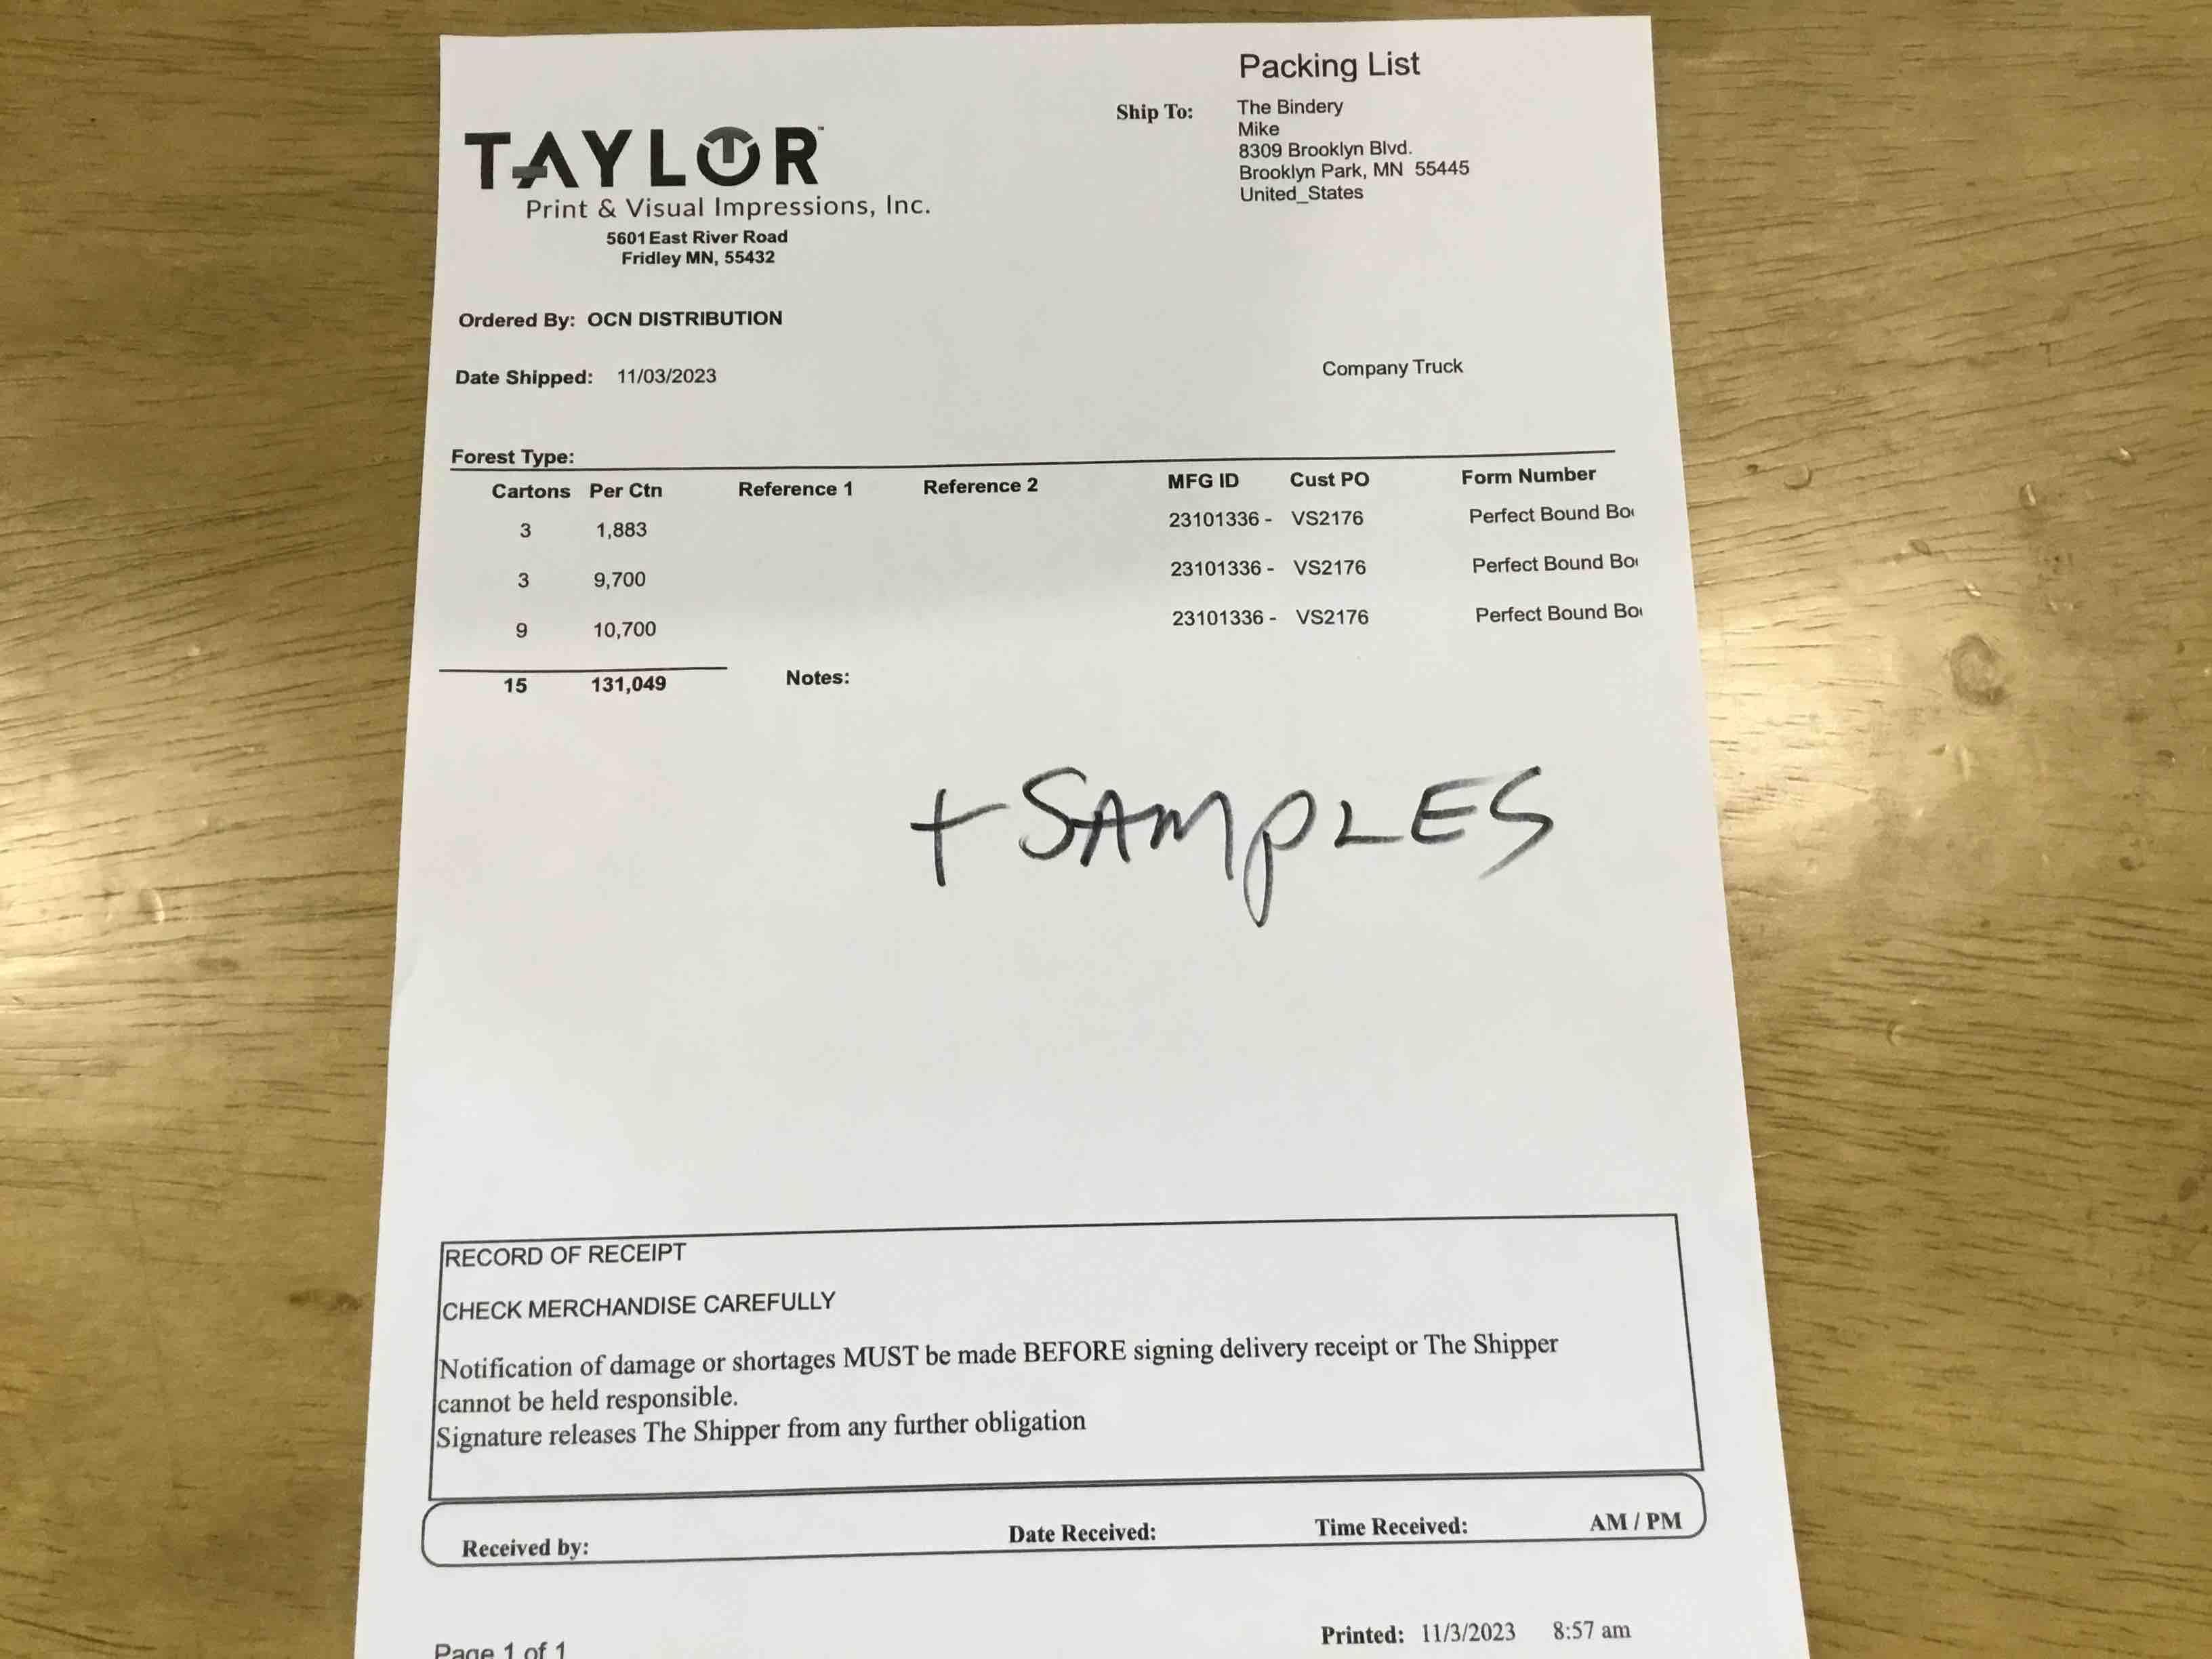 Packing List
Ship To:
The Bindery
Mike
8309 Brooklyn Blvd.
Brooklyn Park, MN 55445
United_States
TAYLOR™
Print & Visual Impressions, Inc.
5601 East River Road
Fridley MN, 55432
Ordered By: OCN DISTRIBUTION
Date Shipped: 11/03/2023
Company Truck
Forest Type:
Cartons Per Ctn Reference 1 Reference 2 MFG ID Cust PO Form Number
3 1,883 23101336 - VS2176 Perfect Bound
3 9,700 23101336 - VS2176 Perfect Bound
9 10,700 23101336 - VS2176 Perfect Bound
15 131,049 Notes:
+ SAMPLES
RECORD OF RECEIPT
CHECK MERCHANDISE CAREFULLY
Notification of damage or shortages MUST be made BEFORE signing delivery receipt or The Shipper
cannot be held responsible.
Signature releases The Shipper from any further obligation
Received by: Date Received: Time Received: AM / PM
Printed: 11/3/2023 8:57 am
Page 1 of 1